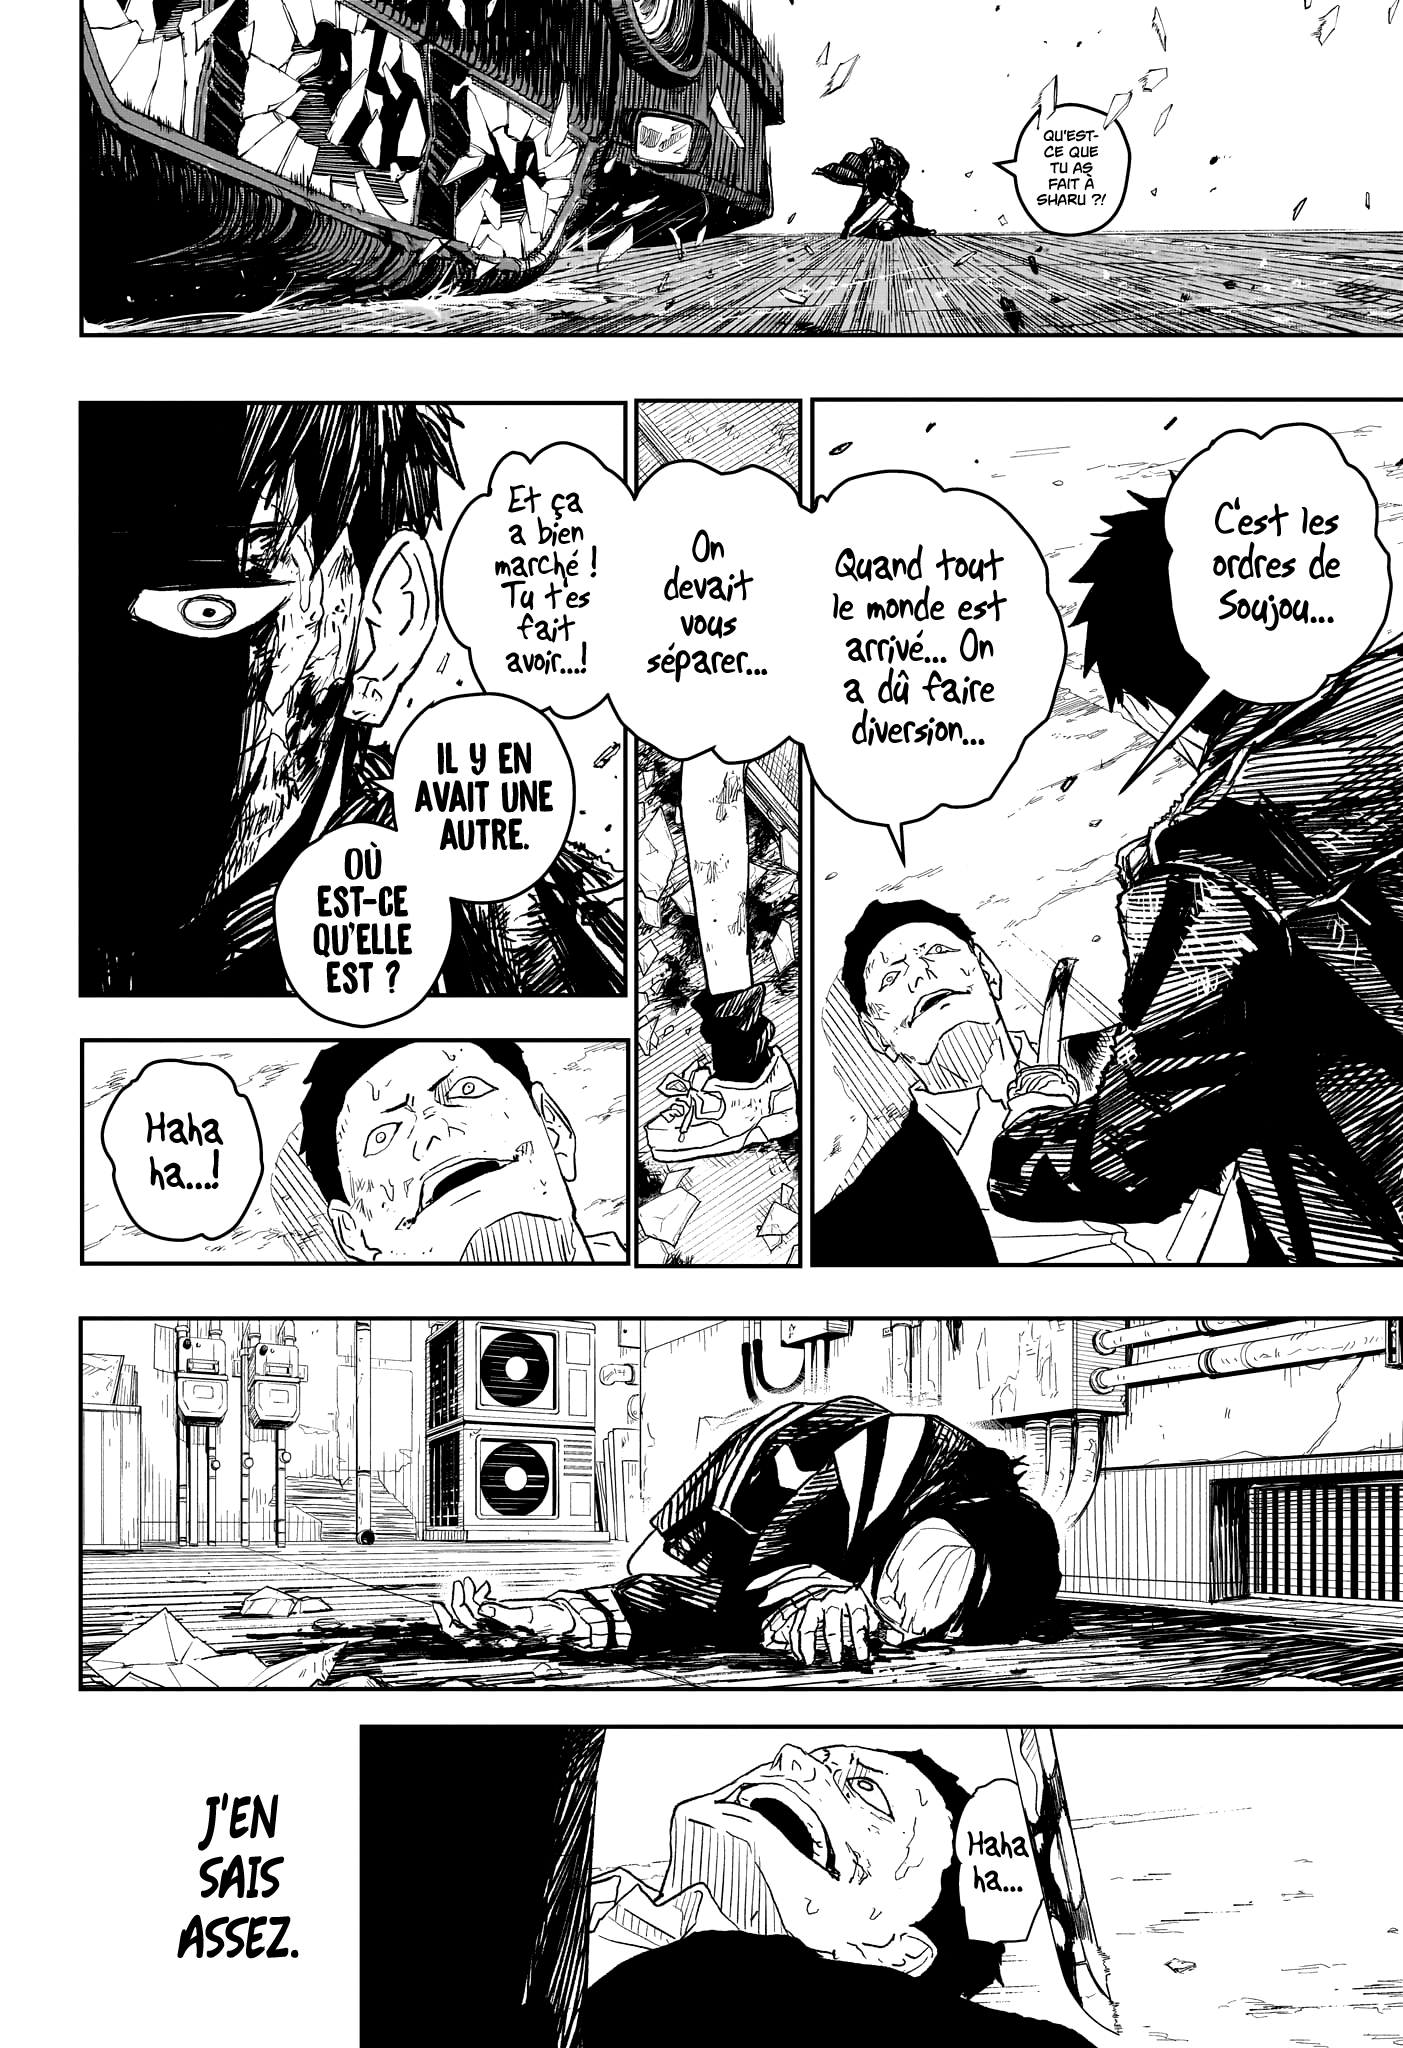 QU'EST-
CE QUE
TU AS
FAIT À
SHARU ?!
C'est les
ordres de
Soujou...
Quand tout
le monde est
arrivé... On
a dû faire
diversion...
On
devait
vous
séparer...
Et ça
a bien
marché !
Tu t'es
fait
avoir...!
IL Y EN
AVAIT UNE
AUTRE.
OÙ
EST-CE
QU'ELLE
EST ?
Haha
ha...!
Haha
ha...
J'EN
SAIS
ASSEZ.